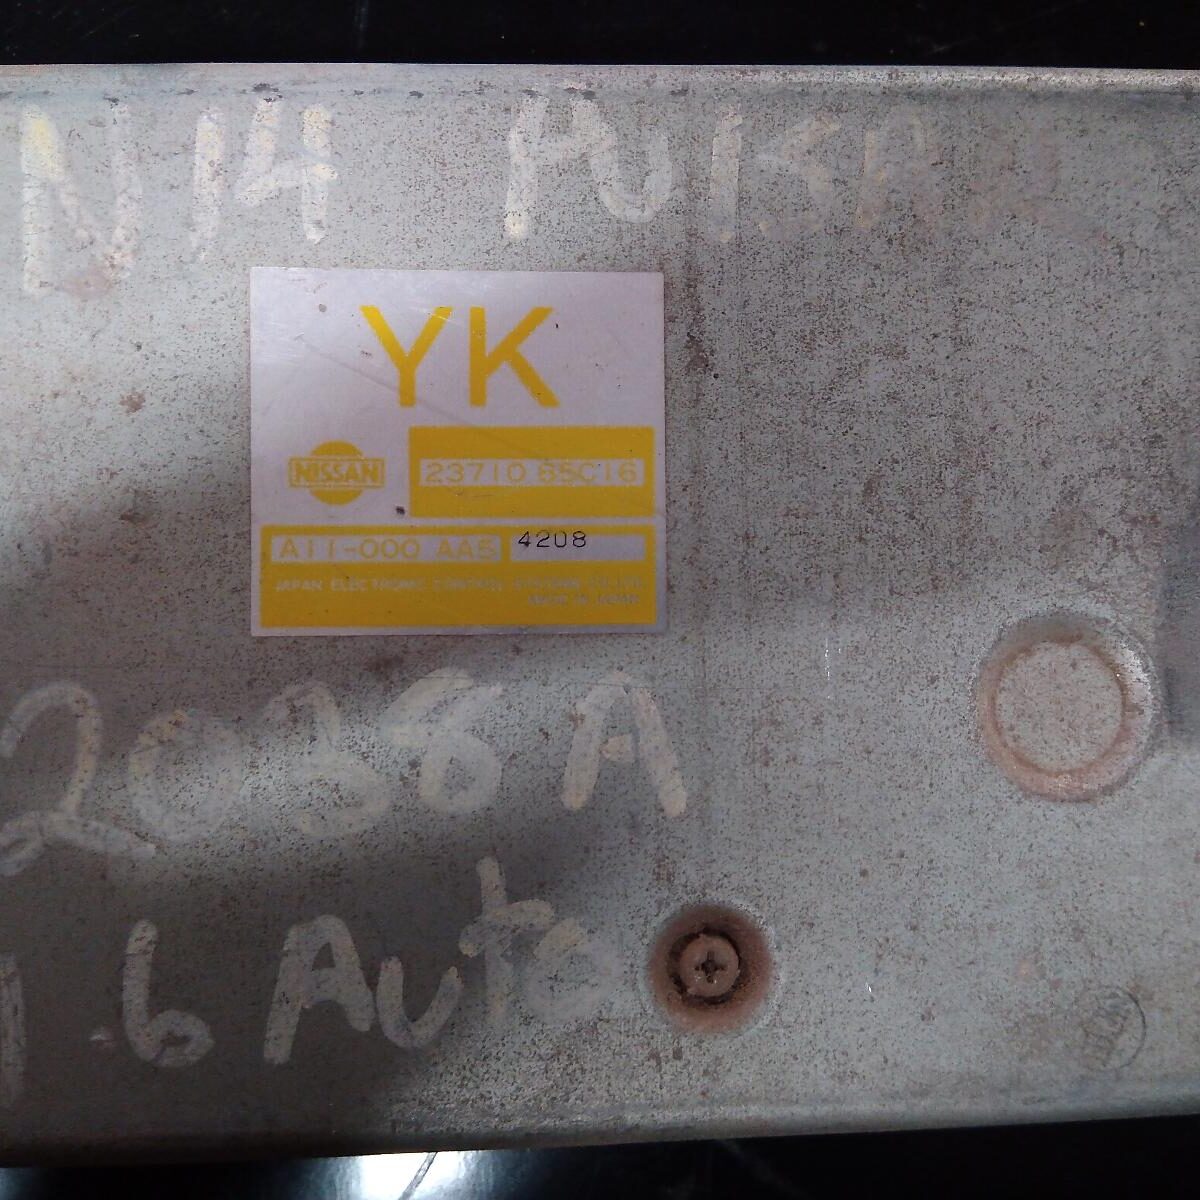 N14 PULSAR
YK
NISSAN
23710 65C16
A11-000 AA5 4208
JAPAN ELECTRONIC CONTROL SYSTEMS CO.,LTD.
MADE IN JAPAN
2038A
1.6 Auto